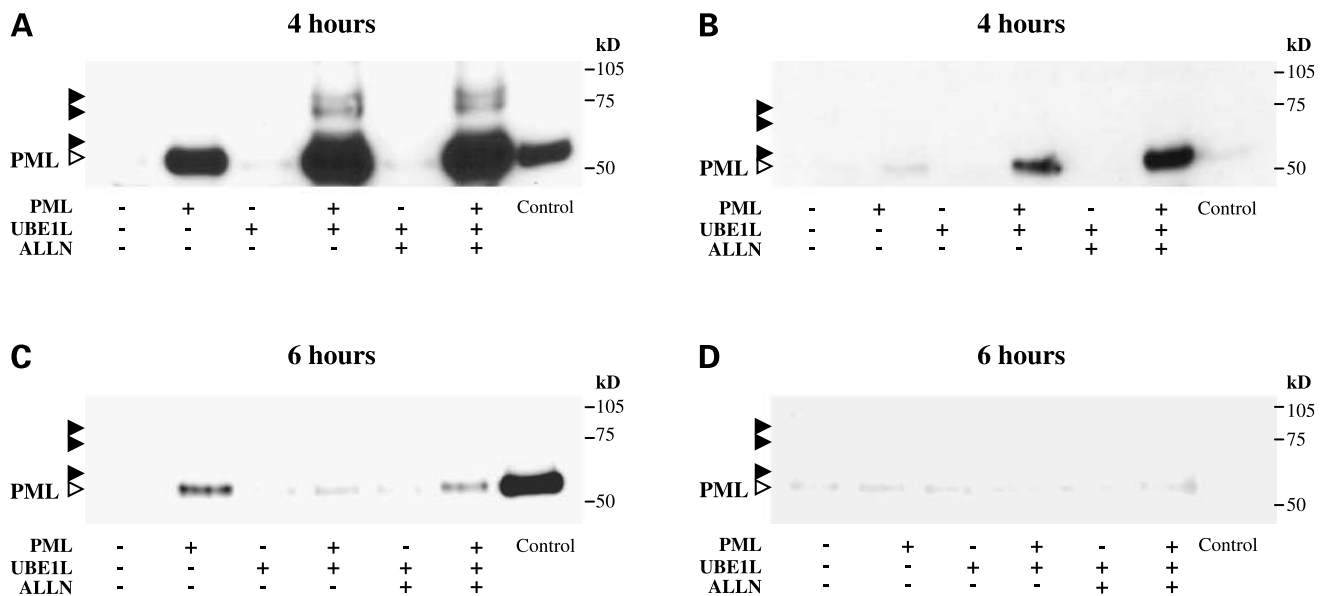 A
4 hours
kD
105
75
PML
50
PML - + - + - + Control
UBE1L - - + + + +
ALLN - - - - + +
B
4 hours
kD
105
75
PML
50
PML - + - + - + Control
UBE1L - - + + + +
ALLN - - - - + +
C
6 hours
kD
105
75
PML
50
PML - + - + - + Control
UBE1L - - + + + +
ALLN - - - - + +
D
6 hours
kD
105
75
PML
50
PML - + - + - + Control
UBE1L - - + + + +
ALLN - - - - + +